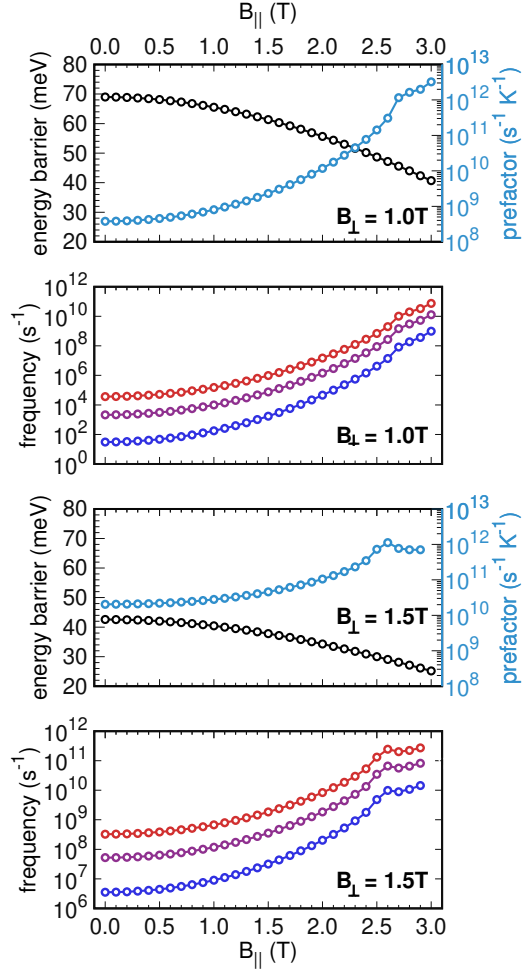 B|| (T)
0.0 0.5 1.0 1.5 2.0 2.5 3.0
energy barrier (meV)
80
70
60
50
40
30
20
prefactor (s⁻¹ K⁻¹)
10¹³
10¹²
10¹¹
10¹⁰
10⁹
10⁸
B⊥ = 1.0T
frequency (s⁻¹)
10¹²
10¹⁰
10⁸
10⁶
10⁴
10²
10⁰
B⊥ = 1.0T
energy barrier (meV)
80
70
60
50
40
30
20
prefactor (s⁻¹ K⁻¹)
10¹³
10¹²
10¹¹
10¹⁰
10⁹
10⁸
B⊥ = 1.5T
frequency (s⁻¹)
10¹²
10¹¹
10¹⁰
10⁹
10⁸
10⁷
10⁶
B⊥ = 1.5T
0.0 0.5 1.0 1.5 2.0 2.5 3.0
B|| (T)